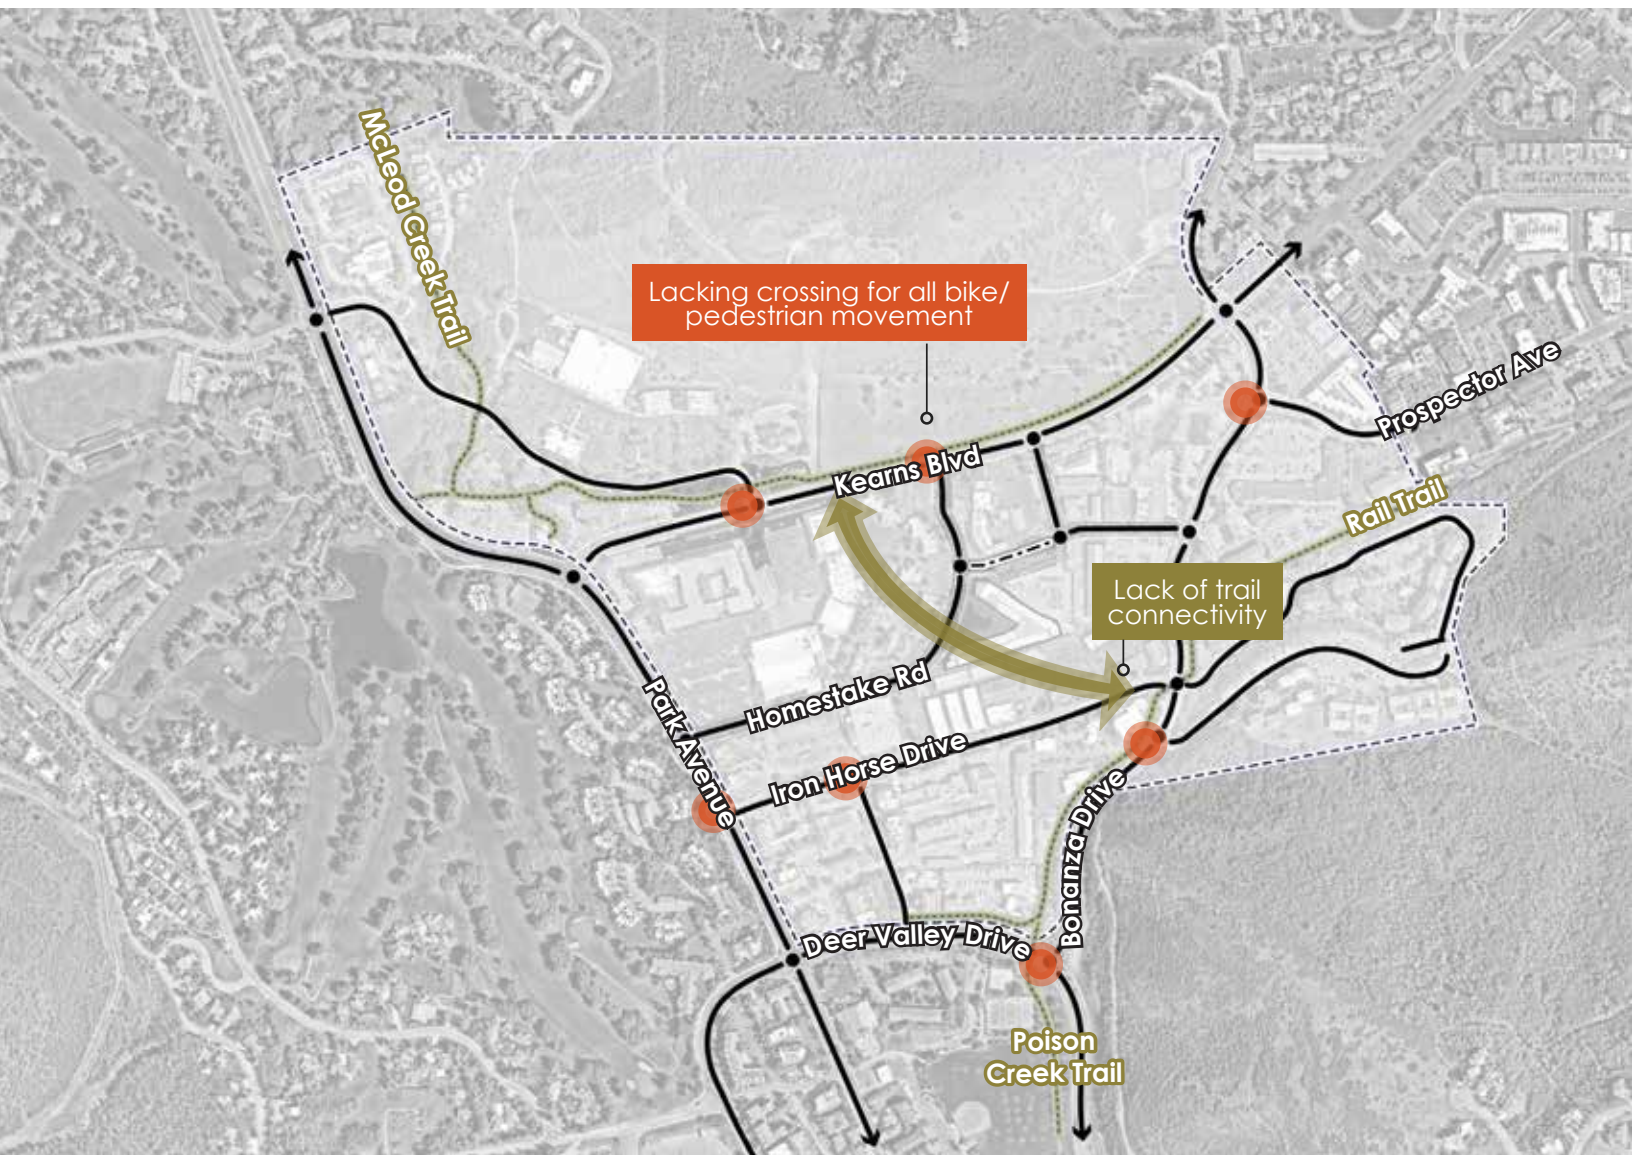 McLeod Creek Trail
Lacking crossing for all bike/
pedestrian movement
Prospector Ave
Kearns Blvd
Rail Trail
Lack of trail
connectivity
Homestake Rd
Park Avenue
Iron Horse Drive
Bonanza Drive
Deer Valley Drive
Poison
Creek Trail